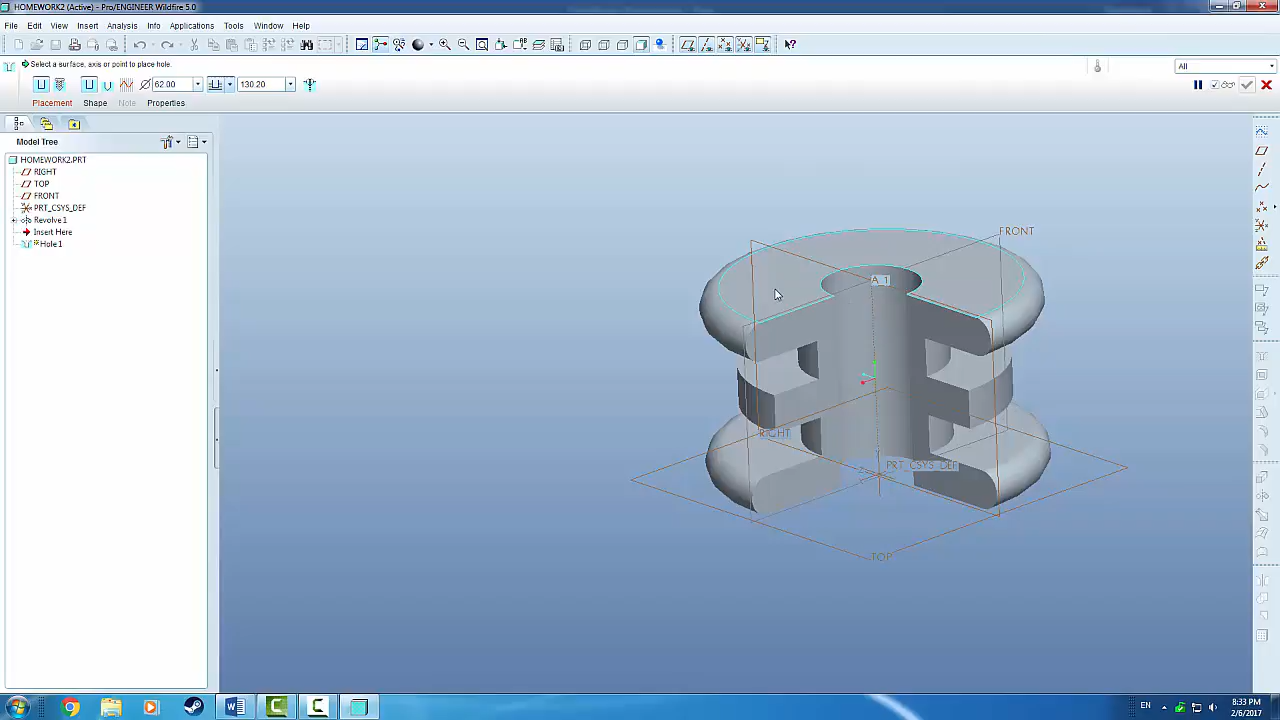 HOMEWORK2 (Active) - Pro/ENGINEER Wildfire 5.0
File Edit View Insert Analysis Info Applications Tools Window Help
Select a surface, axis or point to place hole.
All
62.00
130.20
Placement Shape Note Properties
Model Tree
HOMEWORK2.PRT
RIGHT
TOP
FRONT
PRT_CSYS_DEF
Revolve 1
Insert Here
Hole 1
FRONT
A_1
RIGHT
PRT_CSYS_DEF
TOP
EN
8:33 PM
2/6/2017